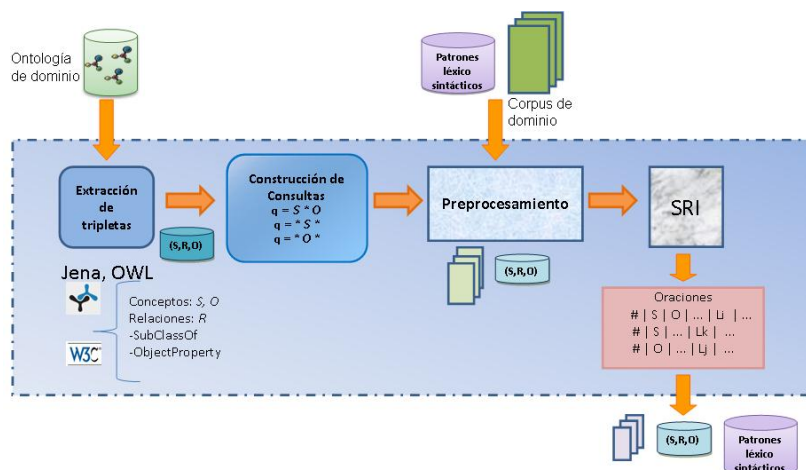 Ontología
de dominio
Patrones
léxico
sintácticos
Corpus de
dominio
Extracción
de
tripletas
(S,R,O)
Construcción de
Consultas
q = S * O
q = * S *
q = * O *
Preprocesamiento
(S,R,O)
SRI
Jena, OWL
W3C
Conceptos: S, O
Relaciones: R
-SubClassOf
-ObjectProperty
Oraciones
# | S | O | ... | Li | ...
# | S | ... | Lk | ...
# | O | ... | Lj | ...
(S,R,O)
Patrones
léxico
sintácticos